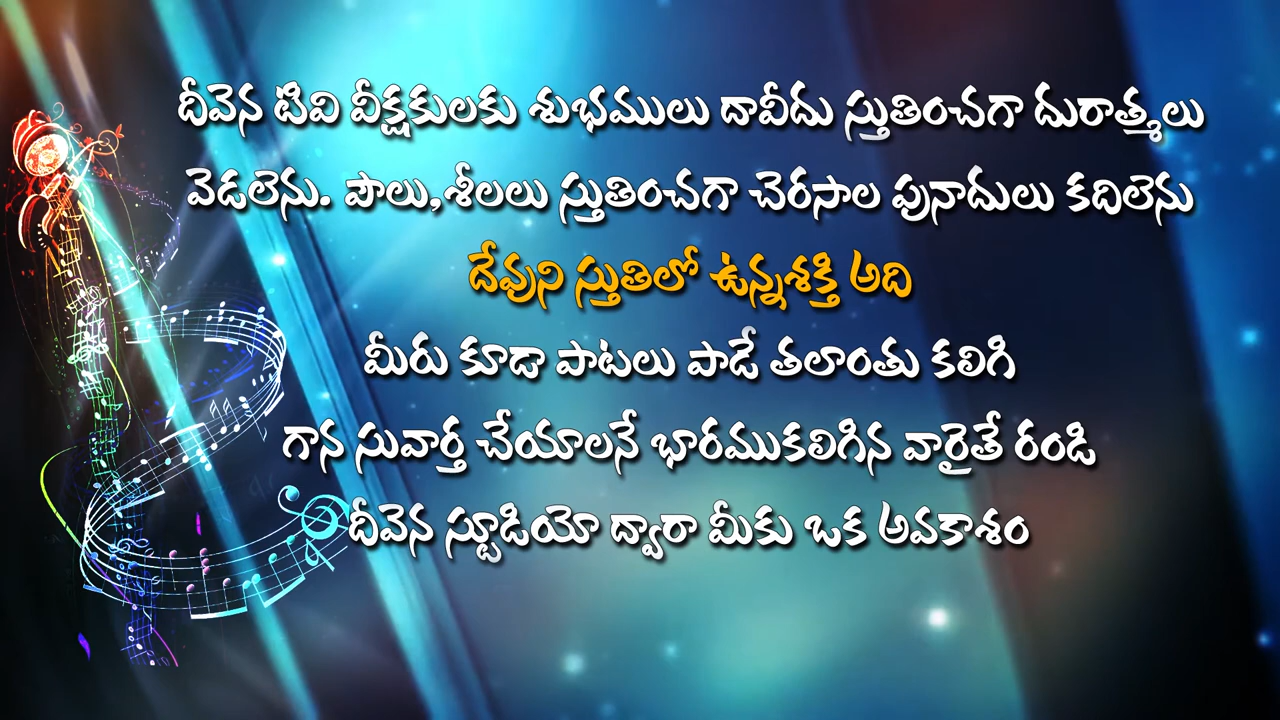 దీవెన టివి వీక్షకులకు శుభములు దావీదు స్తుతించగా దురాత్మలు
వెడలెను. పౌలు,శీలలు స్తుతించగా చెరసాల పునాదులు కదిలెను
దేవుని స్తుతిలో ఉన్నశక్తి అది
మీరు కూడా పాటలు పాడే తలాంతు కలిగి
గాన సువార్త చేయాలనే భారముకలిగిన వారైతే రండి
దీవెన స్టూడియో ద్వారా మీకు ఒక అవకాశం